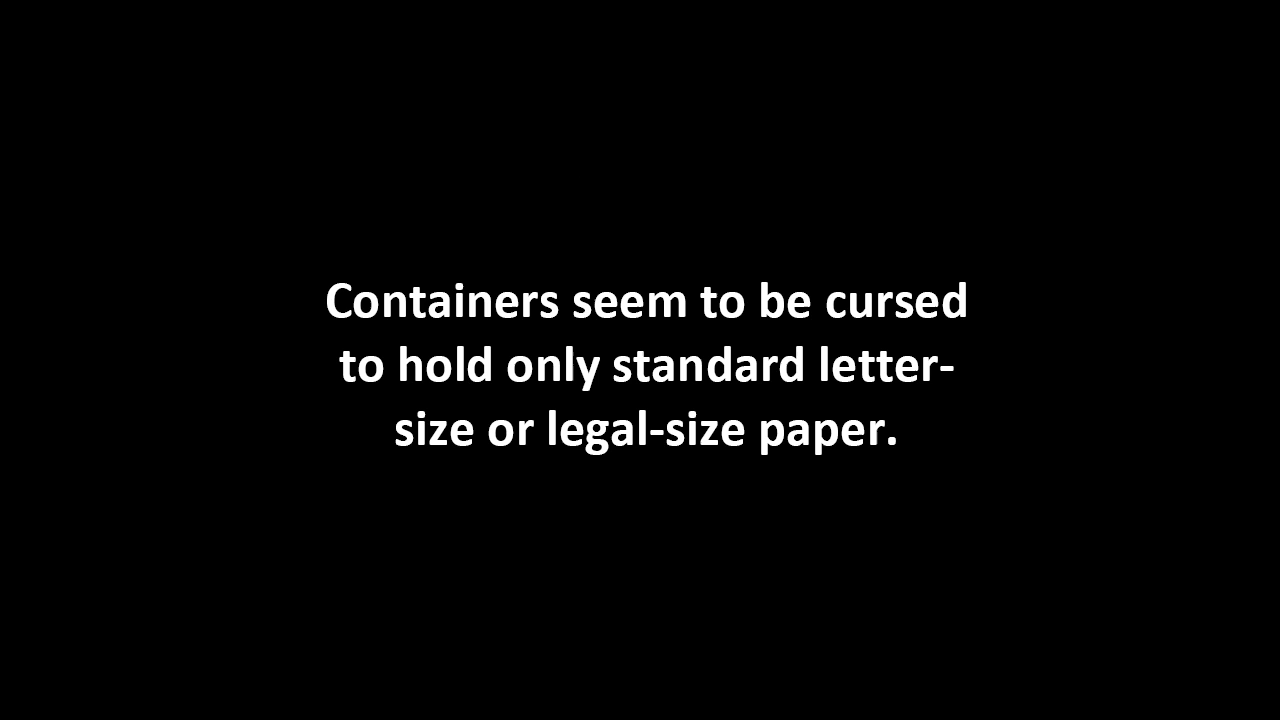 Containers seem to be cursed
to hold only standard letter-
size or legal-size paper.